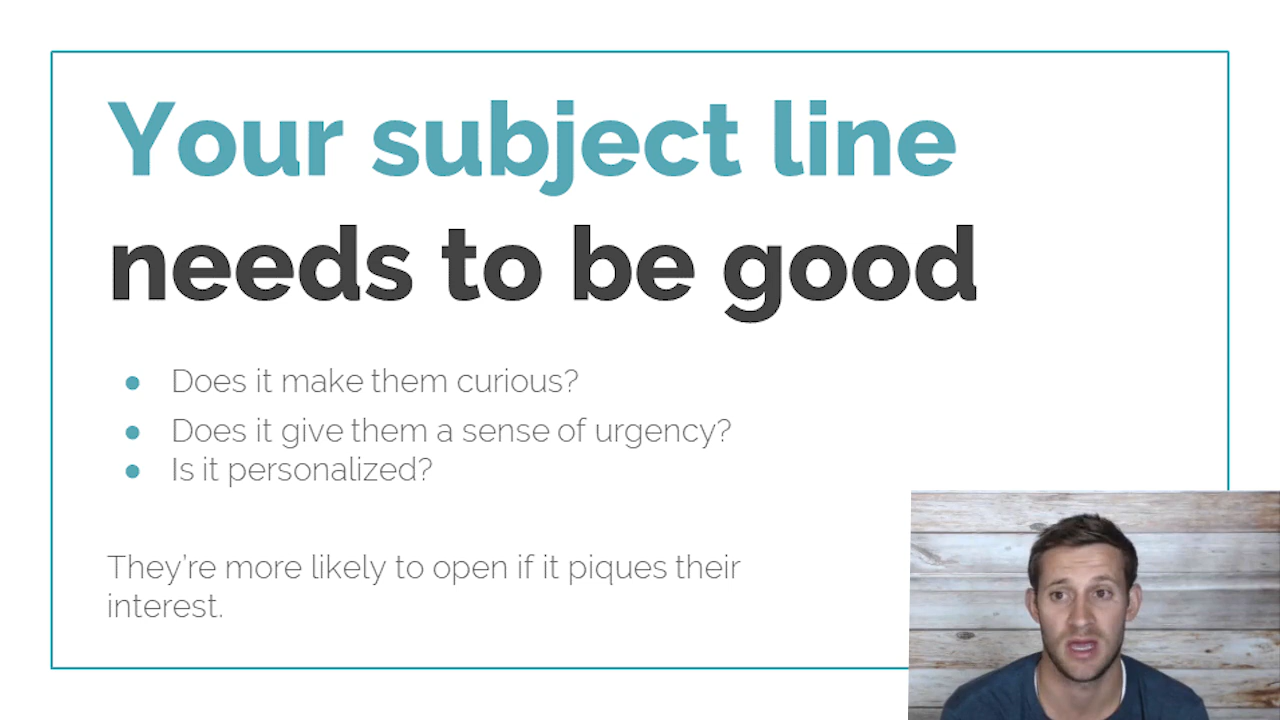 Your subject line
needs to be good
● Does it make them curious?
● Does it give them a sense of urgency?
● Is it personalized?
They’re more likely to open if it piques their
interest.